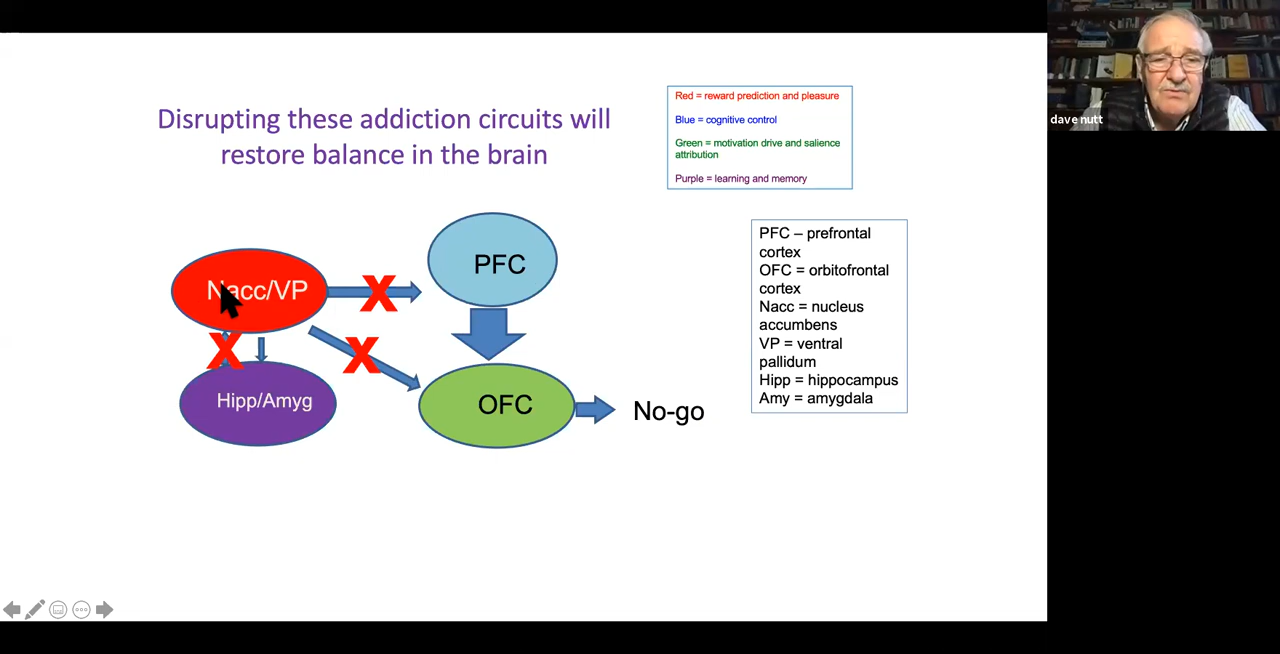 Disrupting these addiction circuits will
restore balance in the brain
Red = reward prediction and pleasure
Blue = cognitive control
Green = motivation drive and salience
attribution
Purple = learning and memory
dave nutt
PFC
Nacc/VP
X
X
X
Hipp/Amyg
OFC
No-go
PFC – prefrontal
cortex
OFC = orbitofrontal
cortex
Nacc = nucleus
accumbens
VP = ventral
pallidum
Hipp = hippocampus
Amy = amygdala